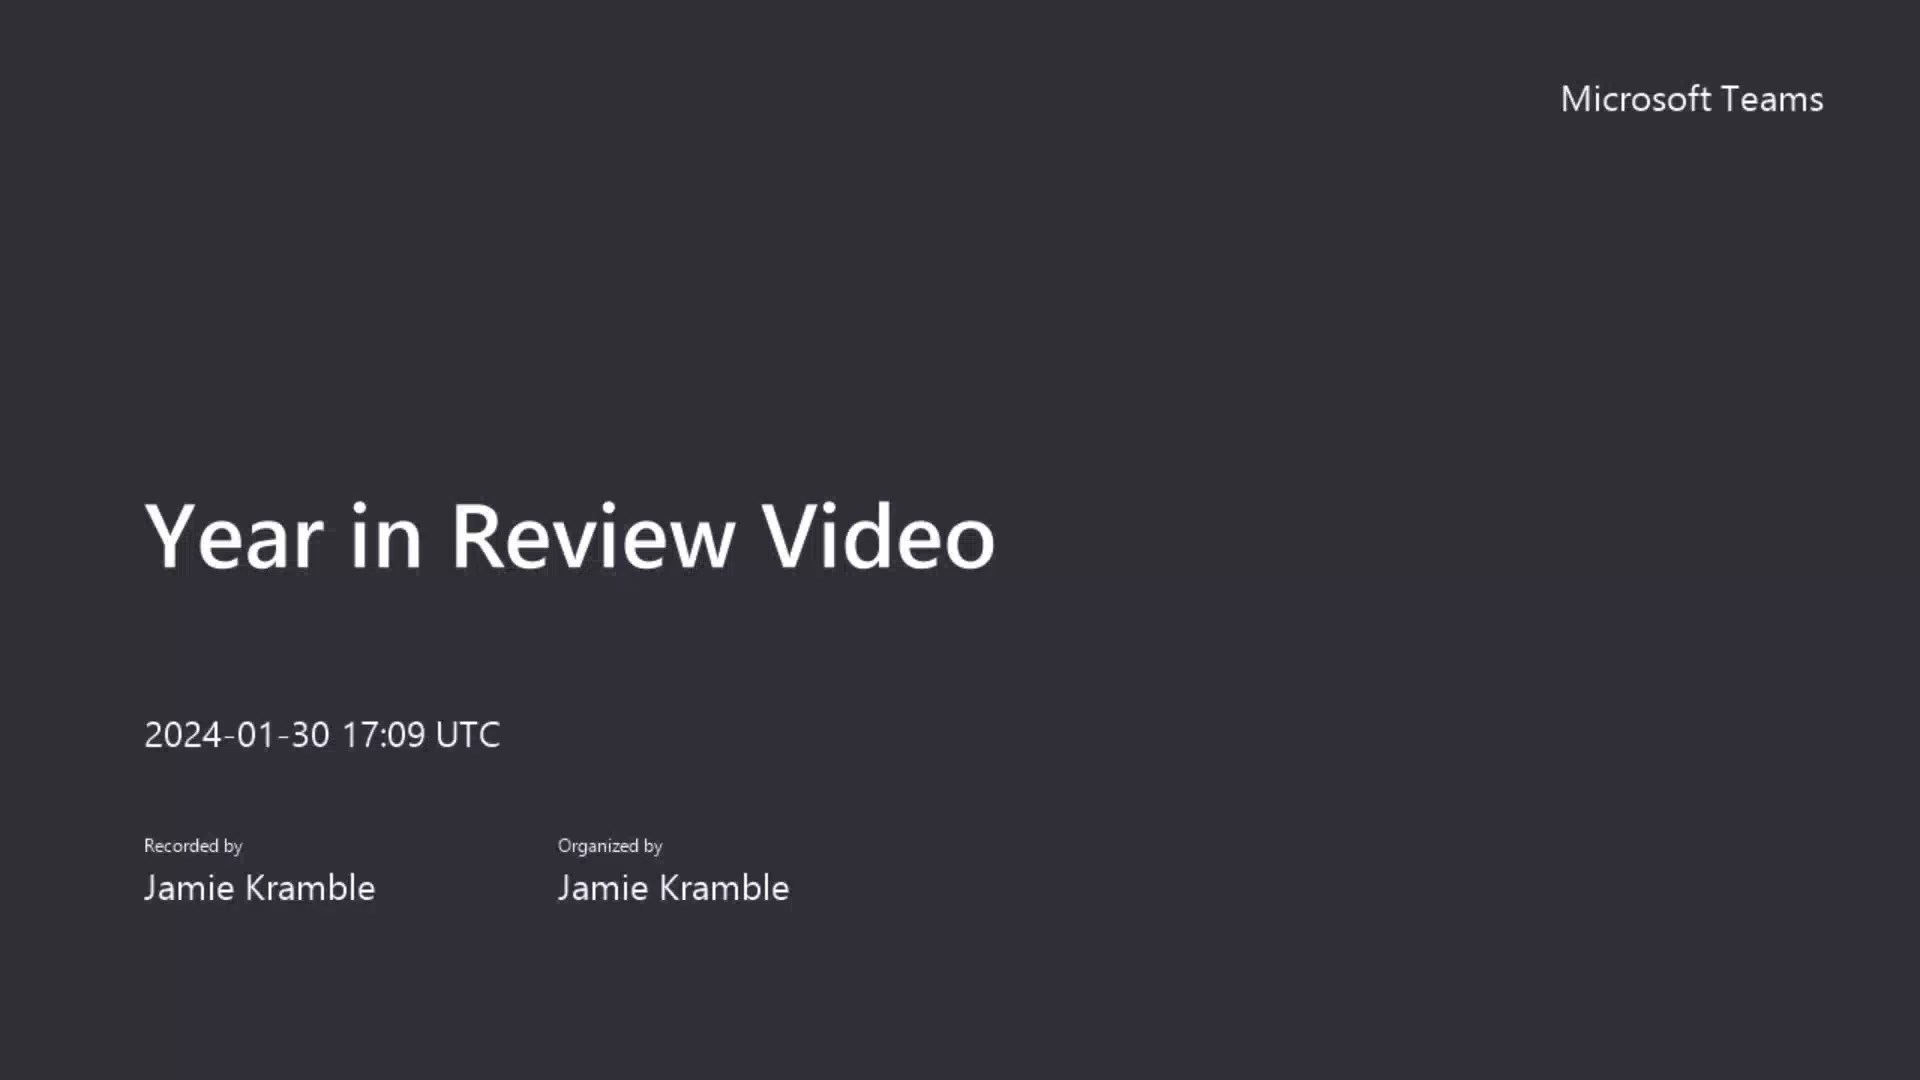 Microsoft Teams
Year in Review Video
2024-01-30 17:09 UTC
Recorded by
Jamie Kramble
Organized by
Jamie Kramble